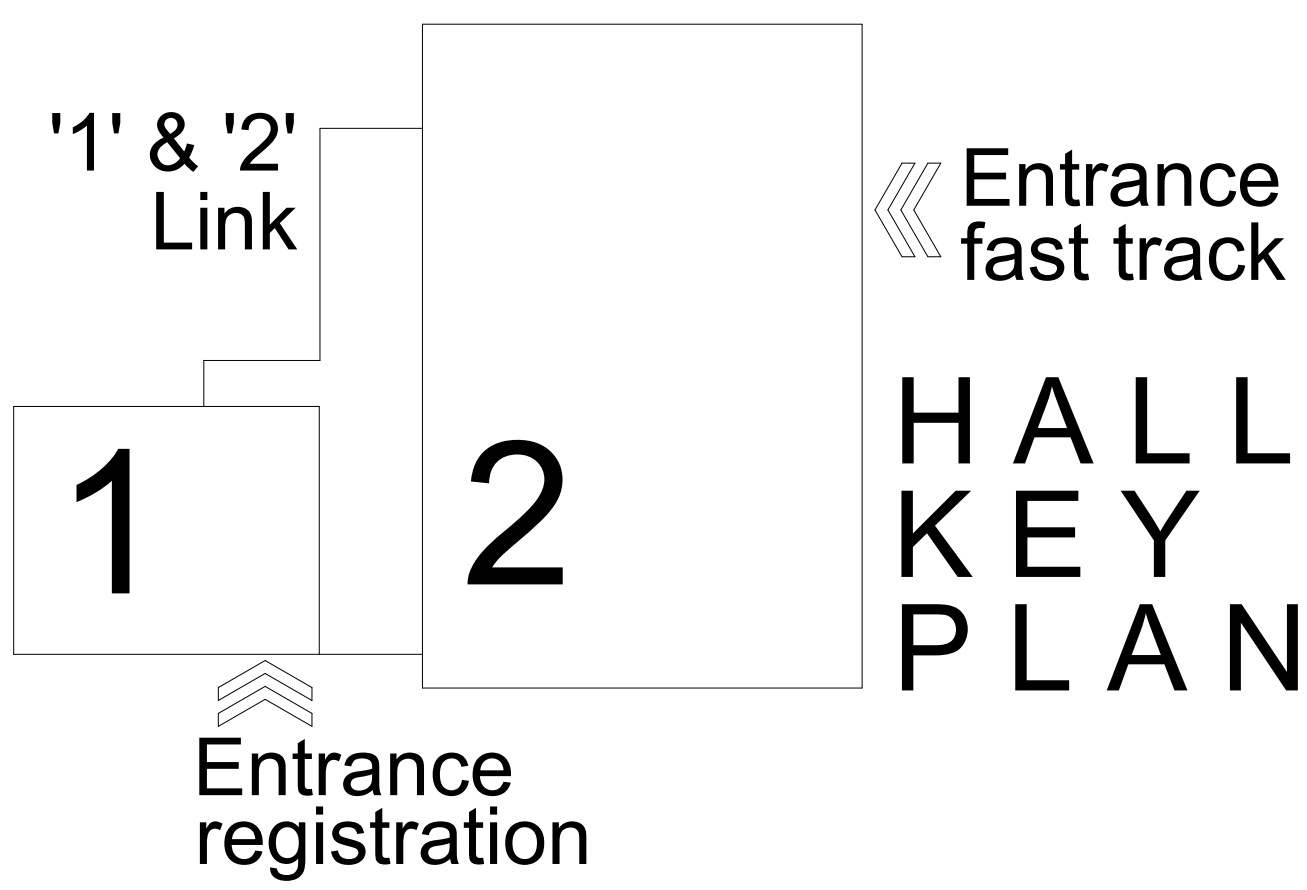 '1' & '2'
Link
Entrance
fast track
1
2
HALL
KEY
PLAN
Entrance
registration